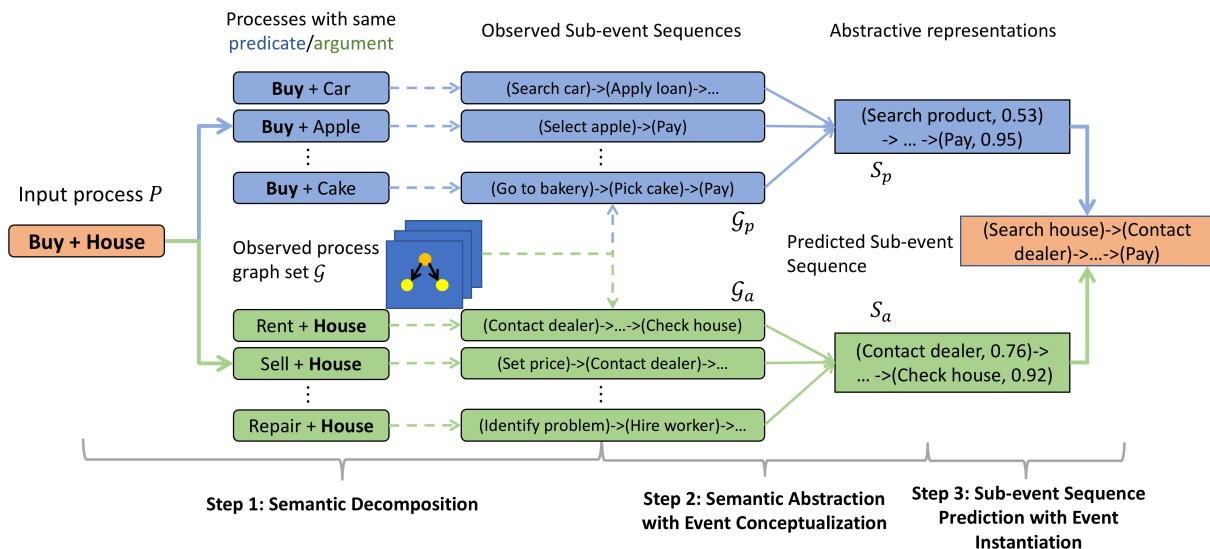 Processes with same
predicate/argument
Observed Sub-event Sequences
Abstractive representations
Buy + Car
(Search car)->(Apply loan)->...
Buy + Apple
(Select apple)->(Pay)
⋮
⋮
Buy + Cake
(Go to bakery)->(Pick cake)->(Pay)
(Search product, 0.53)
-> ... ->(Pay, 0.95)
S_p
G_p
Input process P
Buy + House
Observed process
graph set G
Predicted Sub-event
Sequence
(Search house)->(Contact
dealer)->...->(Pay)
G_a
S_a
Rent + House
(Contact dealer)->...->(Check house)
Sell + House
(Set price)->(Contact dealer)->...
⋮
⋮
Repair + House
(Identify problem)->(Hire worker)->...
(Contact dealer, 0.76)->
... ->(Check house, 0.92)
Step 1: Semantic Decomposition
Step 2: Semantic Abstraction
with Event Conceptualization
Step 3: Sub-event Sequence
Prediction with Event
Instantiation